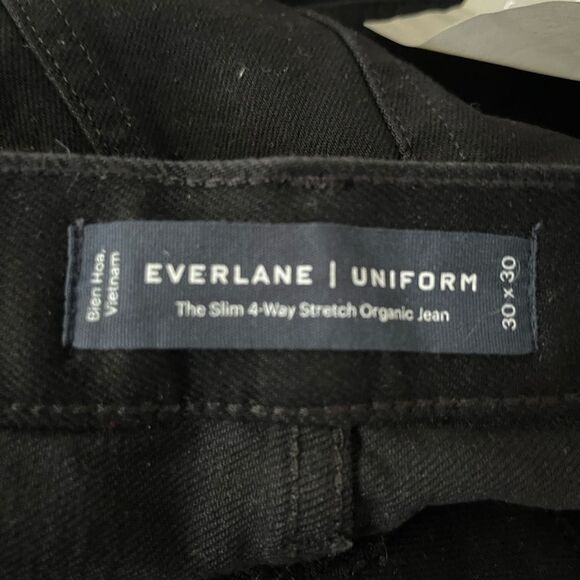 Bien Hoa,
Vietnam
EVERLANE | UNIFORM
The Slim 4-Way Stretch Organic Jean
30 x 30